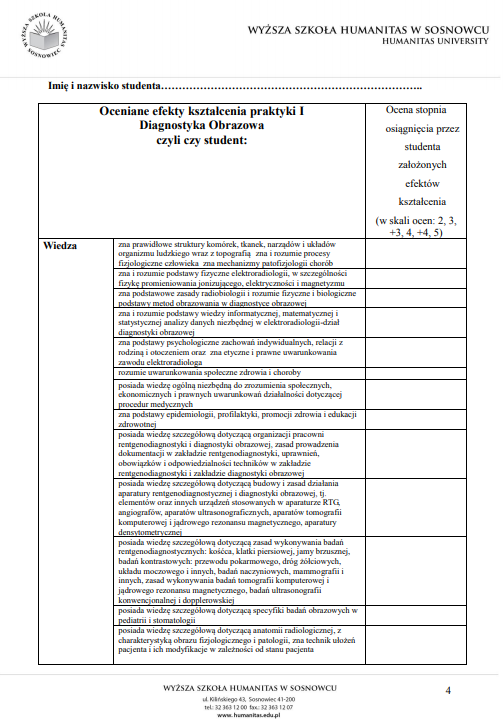 WYŻSZA SZKOŁA HUMANITAS
SOSNOWIEC
WYŻSZA SZKOŁA HUMANITAS W SOSNOWCU
HUMANITAS UNIVERSITY
Imię i nazwisko studenta……………………………………………………………..
Oceniane efekty kształcenia praktyki I
Diagnostyka Obrazowa
czyli czy student:
Ocena stopnia
osiągnięcia przez
studenta
założonych
efektów
kształcenia
(w skali ocen: 2, 3,
+3, 4, +4, 5)
Wiedza
zna prawidłowe struktury komórek, tkanek, narządów i układów
organizmu ludzkiego wraz z topografią zna i rozumie procesy
fizjologiczne człowieka zna mechanizmy patofizjologii chorób
zna i rozumie podstawy fizyczne elektroradiologii, w szczególności
fizykę promieniowania jonizującego, elektryczności i magnetyzmu
zna podstawowe zasady radiobiologii i rozumie fizyczne i biologiczne
podstawy metod obrazowania w diagnostyce obrazowej
zna i rozumie podstawy wiedzy informatycznej, matematycznej i
statystycznej analizy danych niezbędnej w elektroradiologii-dział
diagnostyki obrazowej
zna podstawy psychologiczne zachowań indywidualnych, relacji z
rodziną i otoczeniem oraz zna etyczne i prawne uwarunkowania
zawodu elektroradiologa
rozumie uwarunkowania społeczne zdrowia i choroby
posiada wiedzę ogólną niezbędną do zrozumienia społecznych,
ekonomicznych i prawnych uwarunkowań działalności dotyczącej
procedur medycznych
zna podstawy epidemiologii, profilaktyki, promocji zdrowia i edukacji
zdrowotnej
posiada wiedzę szczegółową dotyczącą organizacji pracowni
rentgenodiagnostyki i diagnostyki obrazowej, zasad prowadzenia
dokumentacji w zakładzie rentgenodiagnostyki, uprawnień,
obowiązków i odpowiedzialności techników w zakładzie
rentgenodiagnostyki i zakładzie diagnostyki obrazowej
posiada wiedzę szczegółową dotyczącą budowy i zasad działania
aparatury rentgenodiagnostycznej i diagnostyki obrazowej, tj.
elementów oraz innych urządzeń stosowanych w aparaturze RTG,
angiografów, aparatów ultrasonograficznych, aparatów tomografii
komputerowej i jądrowego rezonansu magnetycznego, aparatury
densytometrycznej
posiada wiedzę szczegółową dotyczącą zasad wykonywania badań
rentgenodiagnostycznych: kośćca, klatki piersiowej, jamy brzusznej,
badań kontrastowych: przewodu pokarmowego, dróg żółciowych,
układu moczowego i innych, badań naczyniowych, mammografii i
innych, zasad wykonywania badań tomografii komputerowej i
jądrowego rezonansu magnetycznego, badań ultrasonografii
konwencjonalnej i dopplerowskiej
posiada wiedzę szczegółową dotyczącą specyfiki badań obrazowych w
pediatrii i stomatologii
posiada wiedzę szczegółową dotyczącą anatomii radiologicznej, z
charakterystyką obrazu fizjologicznego i patologii, zna technik ułożeń
pacjenta i ich modyfikacje w zależności od stanu pacjenta
WYŻSZA SZKOŁA HUMANITAS W SOSNOWCU
ul. Kilińskiego 43, Sosnowiec 41-200
tel.: 32 363 12 00 fax.: 32 363 12 07
www.humanitas.edu.pl
4